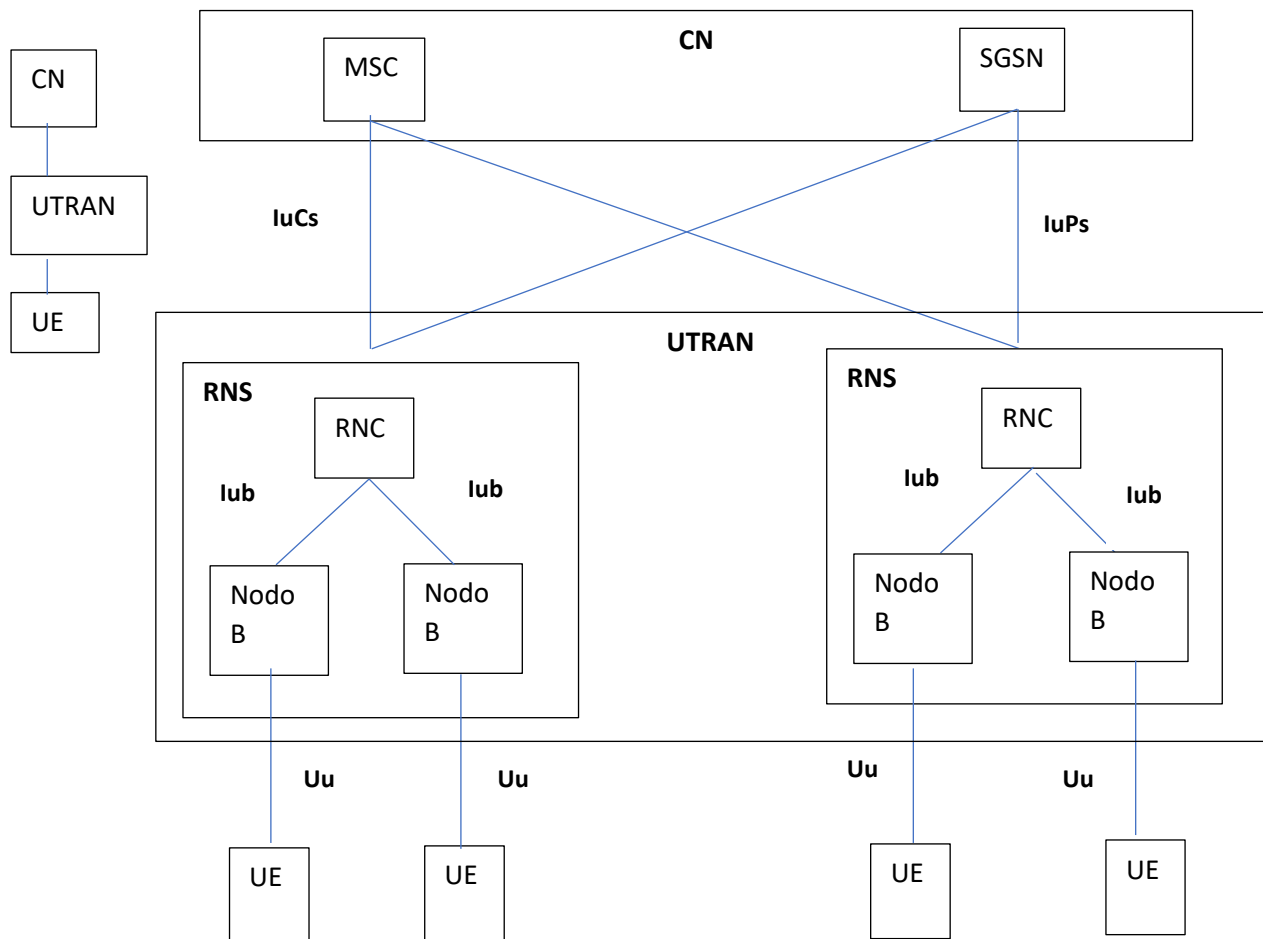 CN
MSC
SGSN
CN
UTRAN
UE
IuCs
IuPs
UTRAN
RNS
RNC
Iub
Iub
Nodo
B
Nodo
B
RNS
RNC
Iub
Iub
Nodo
B
Nodo
B
Uu
Uu
Uu
Uu
UE
UE
UE
UE